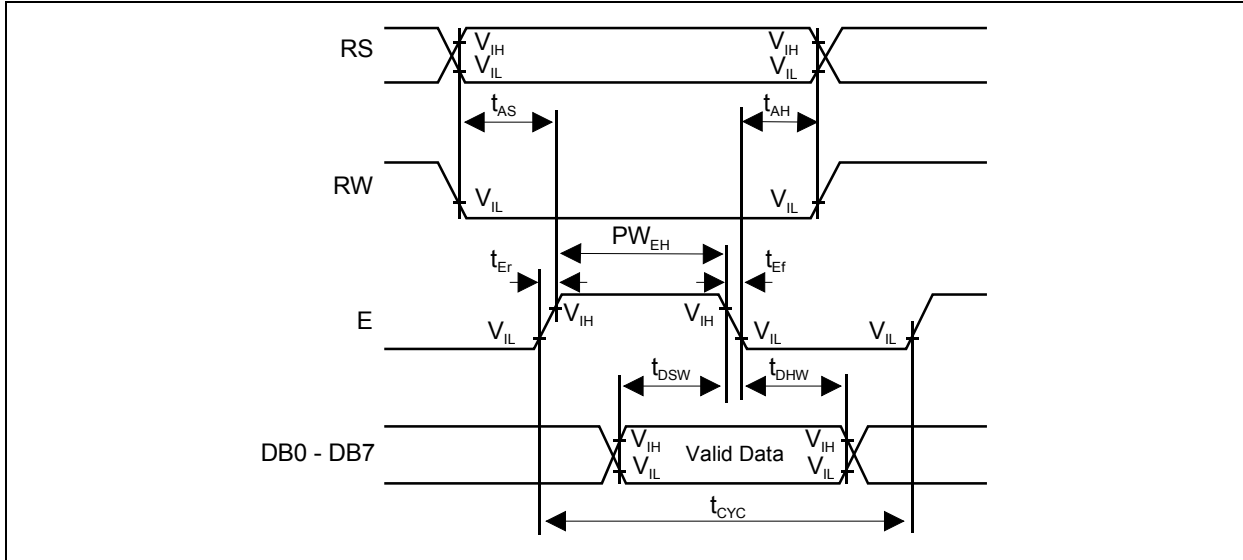 RS
V_IH
V_IH
V_IL
V_IL
t_AS
t_AH
RW
V_IL
V_IL
PW_EH
t_Er
t_Ef
E
V_IH
V_IH
V_IL
V_IL
V_IL
t_DSW
t_DHW
DB0 - DB7
V_IH
Valid Data
V_IH
V_IL
V_IL
t_CYC